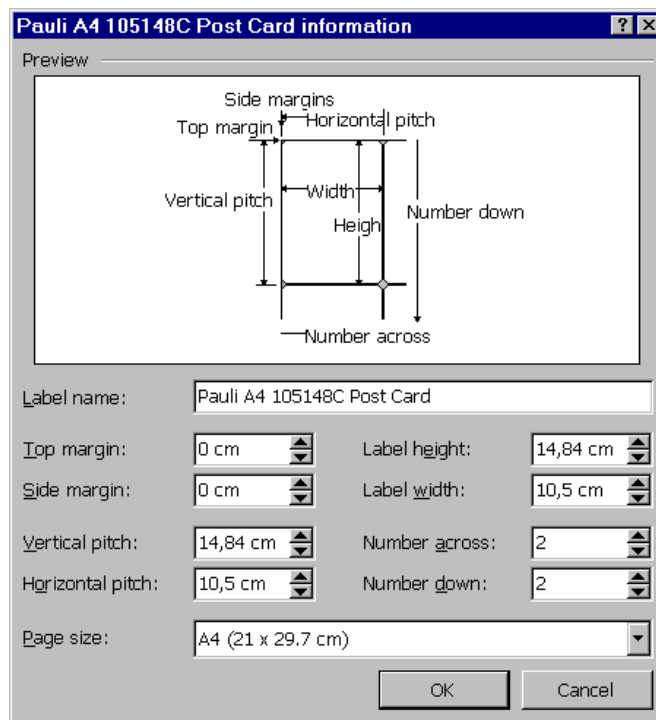 Pauli A4 105148C Post Card information
Preview
Side margins
Horizontal pitch
Top margin
Width
Vertical pitch
Number down
Heigh
Number across
Label name: Pauli A4 105148C Post Card
Top margin: 0 cm Label height: 14,84 cm
Side margin: 0 cm Label width: 10,5 cm
Vertical pitch: 14,84 cm Number across: 2
Horizontal pitch: 10,5 cm Number down: 2
Page size: A4 (21 x 29.7 cm)
OK Cancel